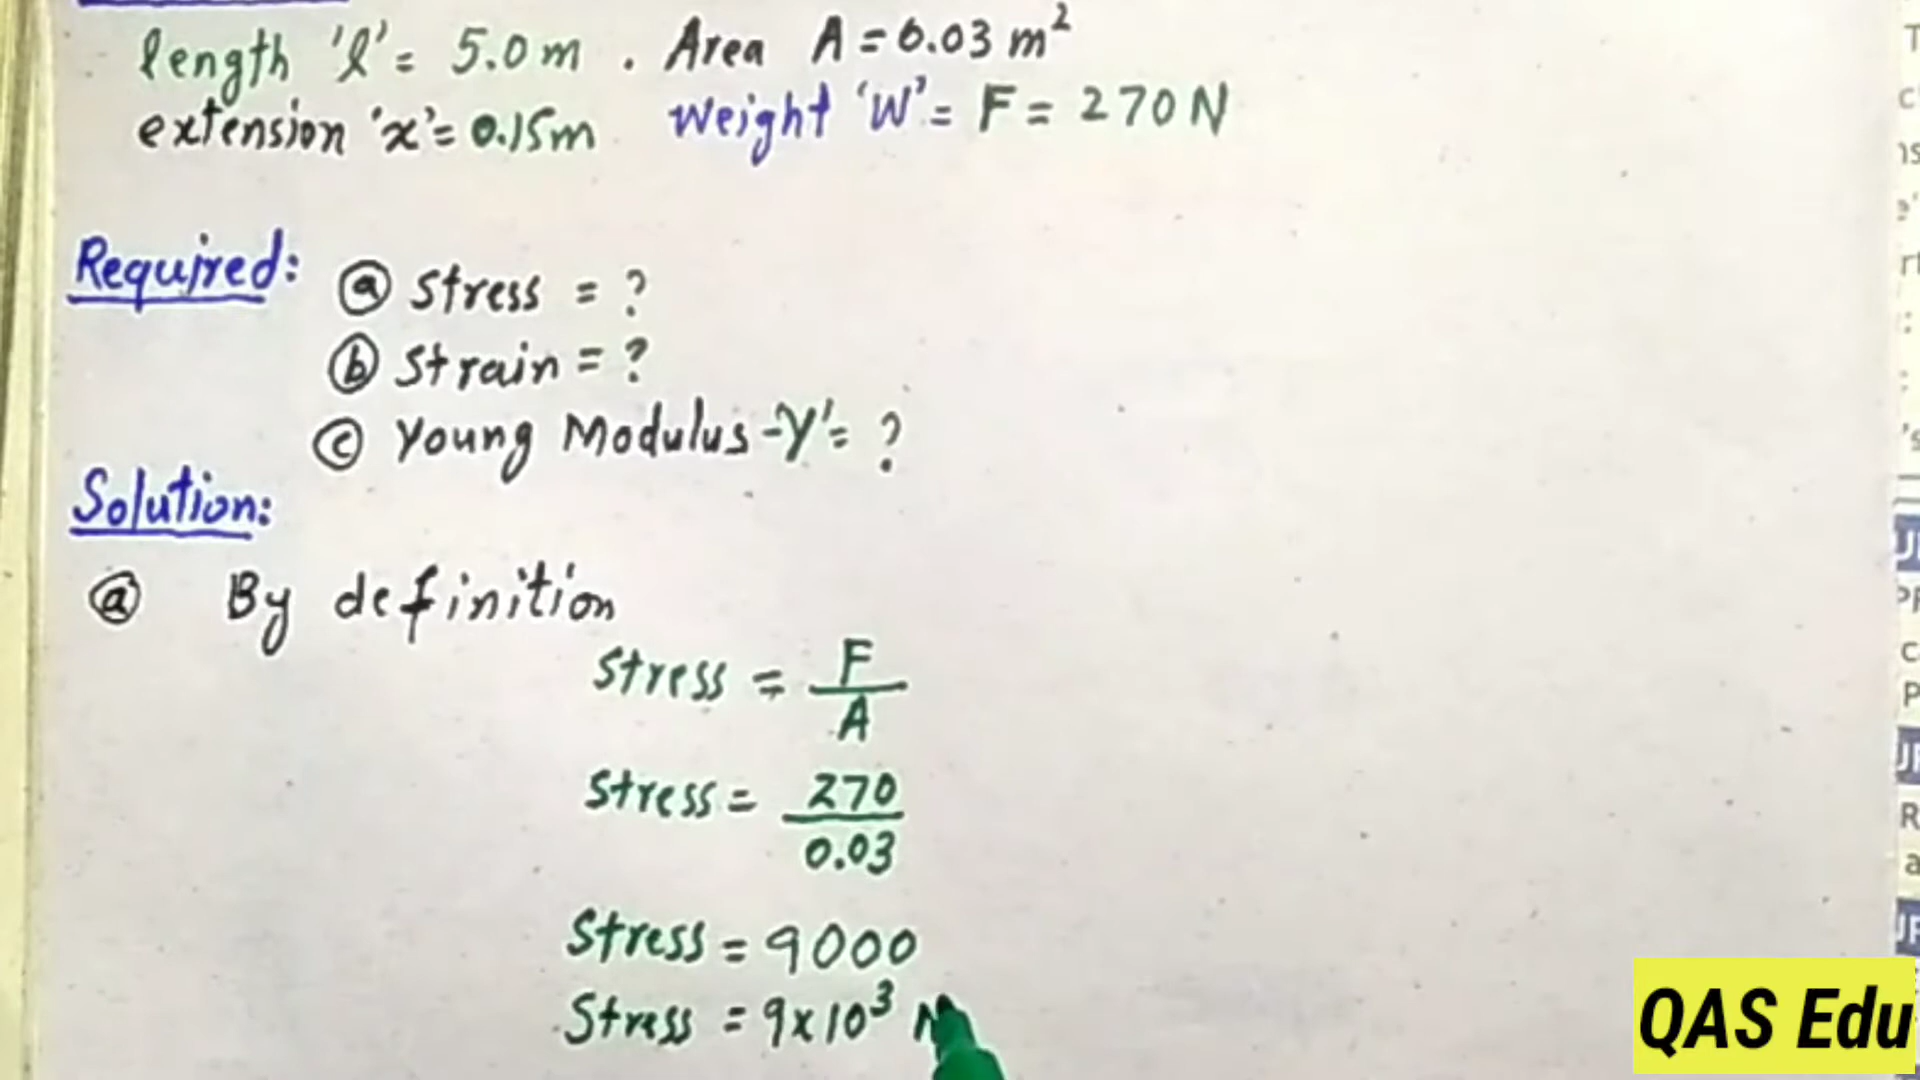 length 'l' = 5.0 m . Area A = 0.03 m²
extension 'x' = 0.15m Weight 'W' = F = 270 N
Required: ⓐ Stress = ?
ⓑ Strain = ?
ⓒ Young Modulus 'Y' = ?
Solution:
ⓐ By definition
Stress = F/A
Stress = 270/0.03
Stress = 9000
Stress = 9x10³ N
QAS Edu